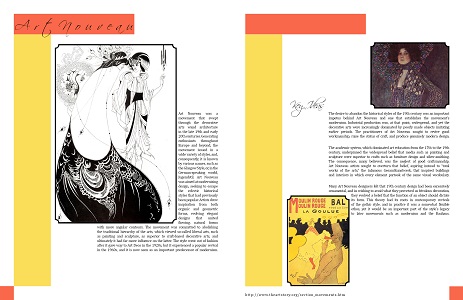 Art Nouveau
Art Nouveau was a
movement that swept
through the decorative
arts and architecture
in the late 19th and early
20th centuries. Generating
enthusiasts throughout
Europe and beyond, the
movement issued in a
wide variety of styles and,
consequently, it is known
by various names, such as
the Glasgow Style, or, in the
German-speaking world,
Jugendstil. Art Nouveau
was aimed at modernizing
design, seeking to escape
the eclectic historical
styles that had previously
been popular. Artists drew
inspiration from both
organic and geometric
forms, evolving elegant
designs that united
flowing, natural forms
with more angular contours. The movement was committed to abolishing
the traditional hierarchy of the arts, which viewed so-called liberal arts, such
as painting and sculpture, as superior to craft-based decorative arts, and
ultimately it had far more influence on the latter. The style went out of fashion
after it gave way to Art Deco in the 1920s, but it experienced a popular revival
in the 1960s, and it is now seen as an important predecessor of modernism.
Key Ideas
The desire to abandon the historical styles of the 19th century was an important
impetus behind Art Nouveau and one that establishes the movement's
modernism. Industrial production was, at that point, widespread, and yet the
decorative arts were increasingly dominated by poorly made objects imitating
earlier periods. The practitioners of Art Nouveau sought to revive good
workmanship, raise the status of craft, and produce genuinely modern design.
The academic system, which dominated art education from the 17th to the 19th
century, underpinned the widespread belief that media such as painting and
sculpture were superior to crafts such as furniture design and silver-smithing.
The consequence, many believed, was the neglect of good craftsmanship.
Art Nouveau artists sought to overturn that belief, aspiring instead to "total
works of the arts," the infamous Gesamtkunstwerk, that inspired buildings
and interiors in which every element partook of the same visual vocabulary.
Many Art Nouveau designers felt that 19th century design had been excessively
ornamental, and in wishing to avoid what they perceived as frivolous decoration,
they evolved a belief that the function of an object should dictate
its form. This theory had its roots in contemporary revivals
of the gothic style, and in practice it was a somewhat flexible
ethos, yet it would be an important part of the style's legacy
to later movements such as modernism and the Bauhaus.
MOULIN ROUGE BAL
MOULIN ROUGE
LA GOULUE
http://www.theartstory.org/section_movements.htm